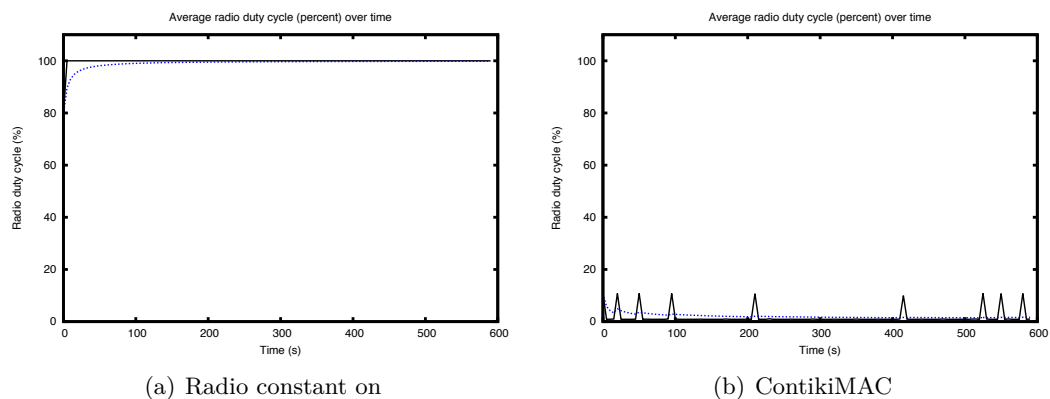 Average radio duty cycle (percent) over time
Radio duty cycle (%)
100
80
60
40
20
0
0 100 200 300 400 500 600
Time (s)
(a) Radio constant on
Average radio duty cycle (percent) over time
Radio duty cycle (%)
100
80
60
40
20
0
0 100 200 300 400 500 600
Time (s)
(b) ContikiMAC